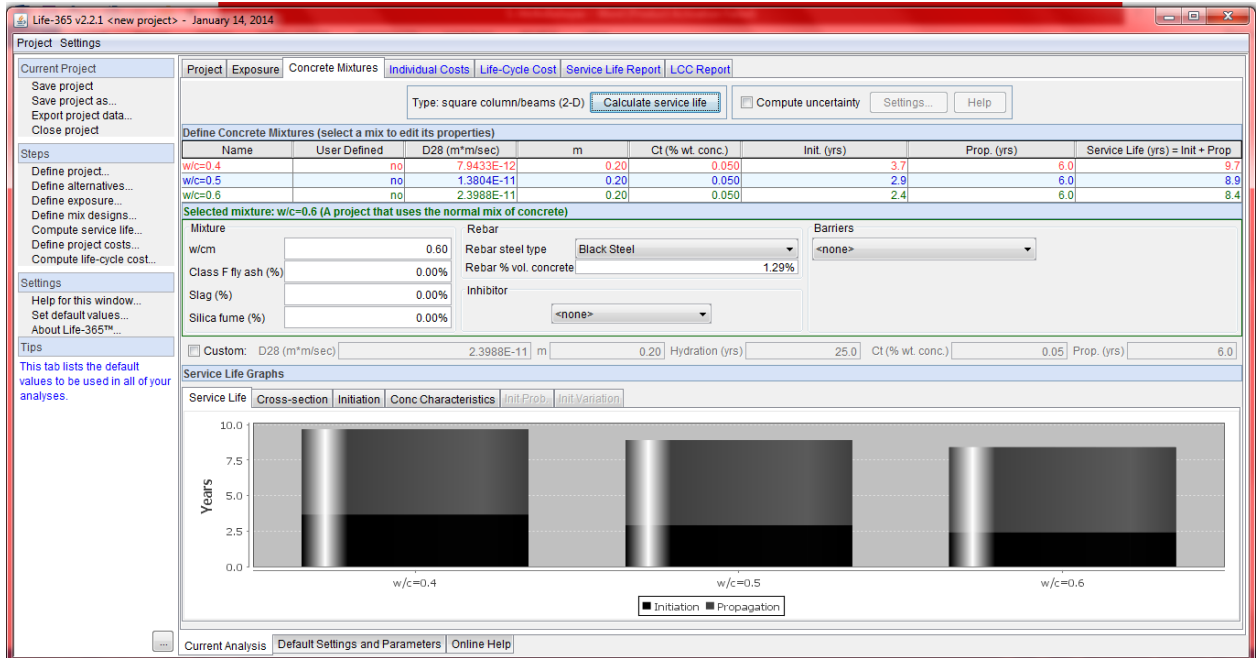 Life-365 v2.2.1 <new project> - January 14, 2014
Project Settings
Current Project
Save project
Save project as...
Export project data...
Close project
Steps
Define project...
Define alternatives...
Define exposure...
Define mix designs...
Compute service life...
Define project costs...
Compute life-cycle cost...
Settings
Help for this window...
Set default values...
About Life-365™...
Tips
This tab lists the default
values to be used in all of your
analyses.
...
Project Exposure Concrete Mixtures Individual Costs Life-Cycle Cost Service Life Report LCC Report
Type: square column/beams (2-D) Calculate service life Compute uncertainty Settings... Help
Define Concrete Mixtures (select a mix to edit its properties)
Name User Defined D28 (m*m/sec) m Ct (% wt. conc.) Init. (yrs) Prop. (yrs) Service Life (yrs) = Init + Prop
w/c=0.4 no 7.9433E-12 0.20 0.050 3.7 6.0 9.7
w/c=0.5 no 1.3804E-11 0.20 0.050 2.9 6.0 8.9
w/c=0.6 no 2.3988E-11 0.20 0.050 2.4 6.0 8.4
Selected mixture: w/c=0.6 (A project that uses the normal mix of concrete)
Mixture Rebar Barriers
w/cm 0.60 Rebar steel type Black Steel <none>
Class F fly ash (%) 0.00% Rebar % vol. concrete 1.29%
Slag (%) 0.00% Inhibitor
Silica fume (%) 0.00% <none>
Custom: D28 (m*m/sec) 2.3988E-11 m 0.20 Hydration (yrs) 25.0 Ct (% wt. conc.) 0.05 Prop. (yrs) 6.0
Service Life Graphs
Service Life Cross-section Initiation Conc Characteristics Init Prob. Init Variation
10.0
7.5
5.0
2.5
0.0
Years
w/c=0.4 w/c=0.5 w/c=0.6
Initiation Propagation
Current Analysis Default Settings and Parameters Online Help